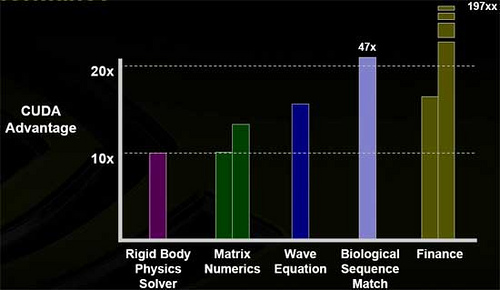 197xx
47x
20x
CUDA
Advantage
10x
Rigid Body
Physics
Solver
Matrix
Numerics
Wave
Equation
Biological
Sequence
Match
Finance